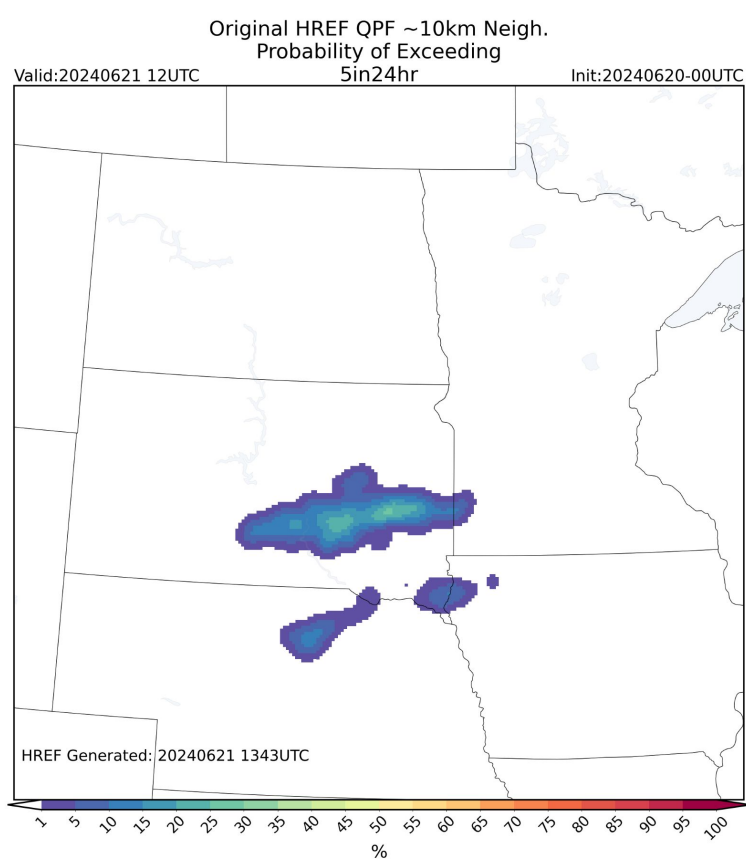 Original HREF QPF ~10km Neigh.
Probability of Exceeding
Valid:20240621 12UTC 5in24hr Init:20240620-00UTC
HREF Generated: 20240621 1343UTC
1 5 10 15 20 25 30 35 40 45 50 55 60 65 70 75 80 85 90 95 100
%